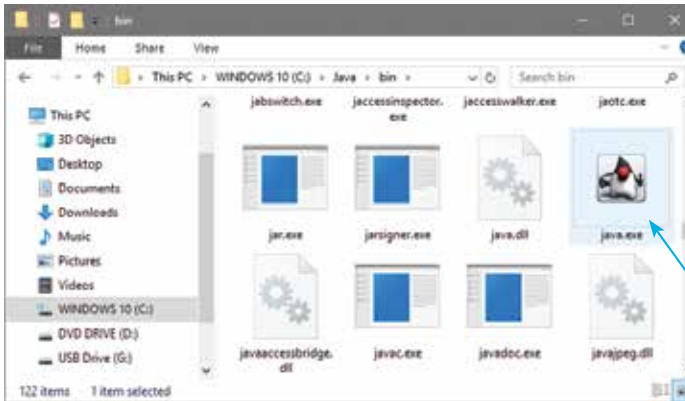 bin
File Home Share View
This PC > WINDOWS 10 (C:) > Java > bin > Search bin
This PC
3D Objects
Desktop
Documents
Downloads
Music
Pictures
Videos
WINDOWS 10 (C:)
DVD DRIVE (D:)
USB Drive (G:)
jabswitch.exe jaccessinspector. jaccesswalker.exe jaotc.exe
exe
jar.exe jarsigner.exe java.dll java.exe
javaaccessbridge. javac.exe javadoc.exe javajpeg.dll
dll
122 items 1 item selected